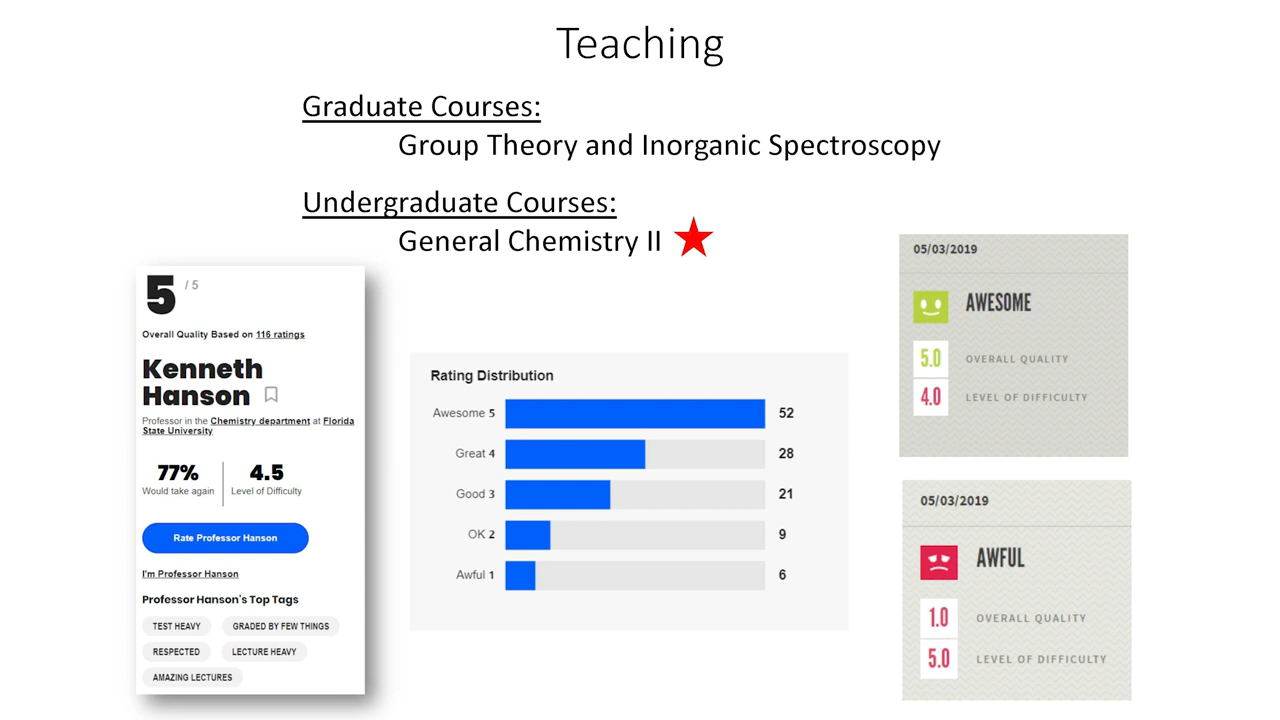 Teaching
Graduate Courses:
Group Theory and Inorganic Spectroscopy
Undergraduate Courses:
General Chemistry II
5 / 5
Overall Quality Based on 116 ratings
Kenneth
Hanson
Professor in the Chemistry department at Florida
State University
77% 4.5
Would take again Level of Difficulty
Rate Professor Hanson
I'm Professor Hanson
Professor Hanson's Top Tags
TEST HEAVY GRADED BY FEW THINGS
RESPECTED LECTURE HEAVY
AMAZING LECTURES
Rating Distribution
Awesome 5 52
Great 4 28
Good 3 21
OK 2 9
Awful 1 6
05/03/2019
AWESOME
5.0 OVERALL QUALITY
4.0 LEVEL OF DIFFICULTY
05/03/2019
AWFUL
1.0 OVERALL QUALITY
5.0 LEVEL OF DIFFICULTY